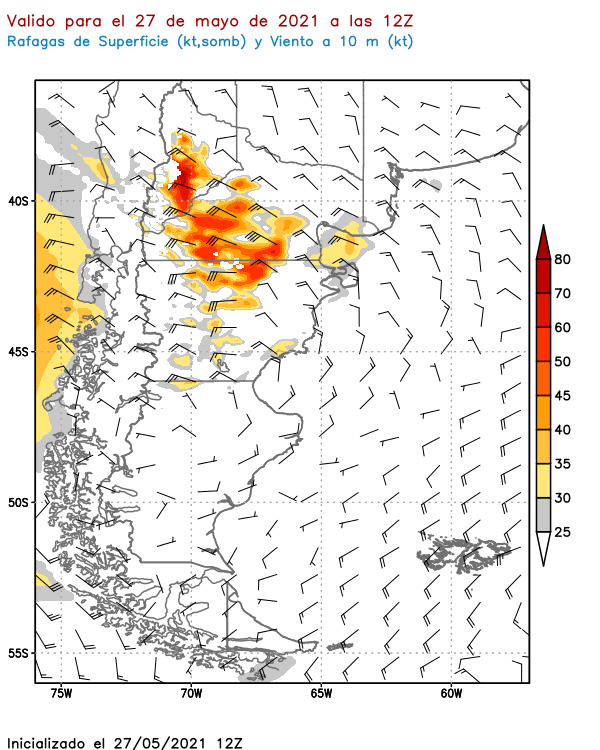 Valido para el 27 de mayo de 2021 a las 12Z
Rafagas de Superficie (kt,somb) y Viento a 10 m (kt)
40S
45S
50S
55S
75W 70W 65W 60W
80
70
60
50
45
40
35
30
25
Inicializado el 27/05/2021 12Z